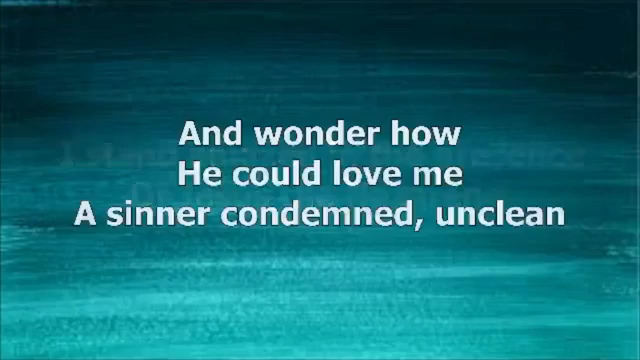 And wonder how
He could love me
A sinner condemned, unclean